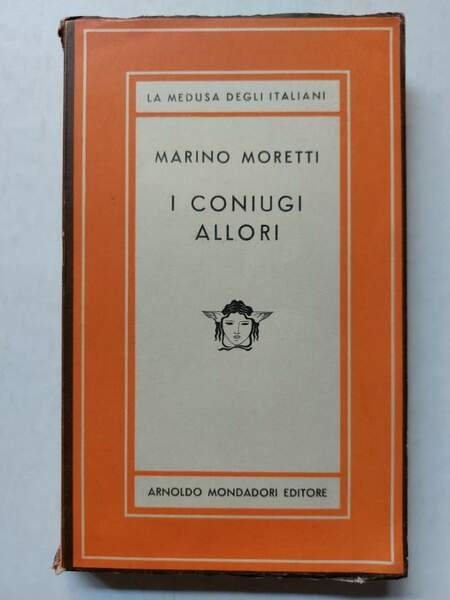 LA MEDUSA DEGLI ITALIANI
MARINO MORETTI
I CONIUGI
ALLORI
ARNOLDO MONDADORI EDITORE